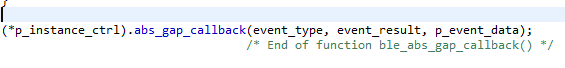 {
(*p_instance_ctrl).abs_gap_callback(event_type, event_result, p_event_data);
/* End of function ble_abs_gap_callback() */